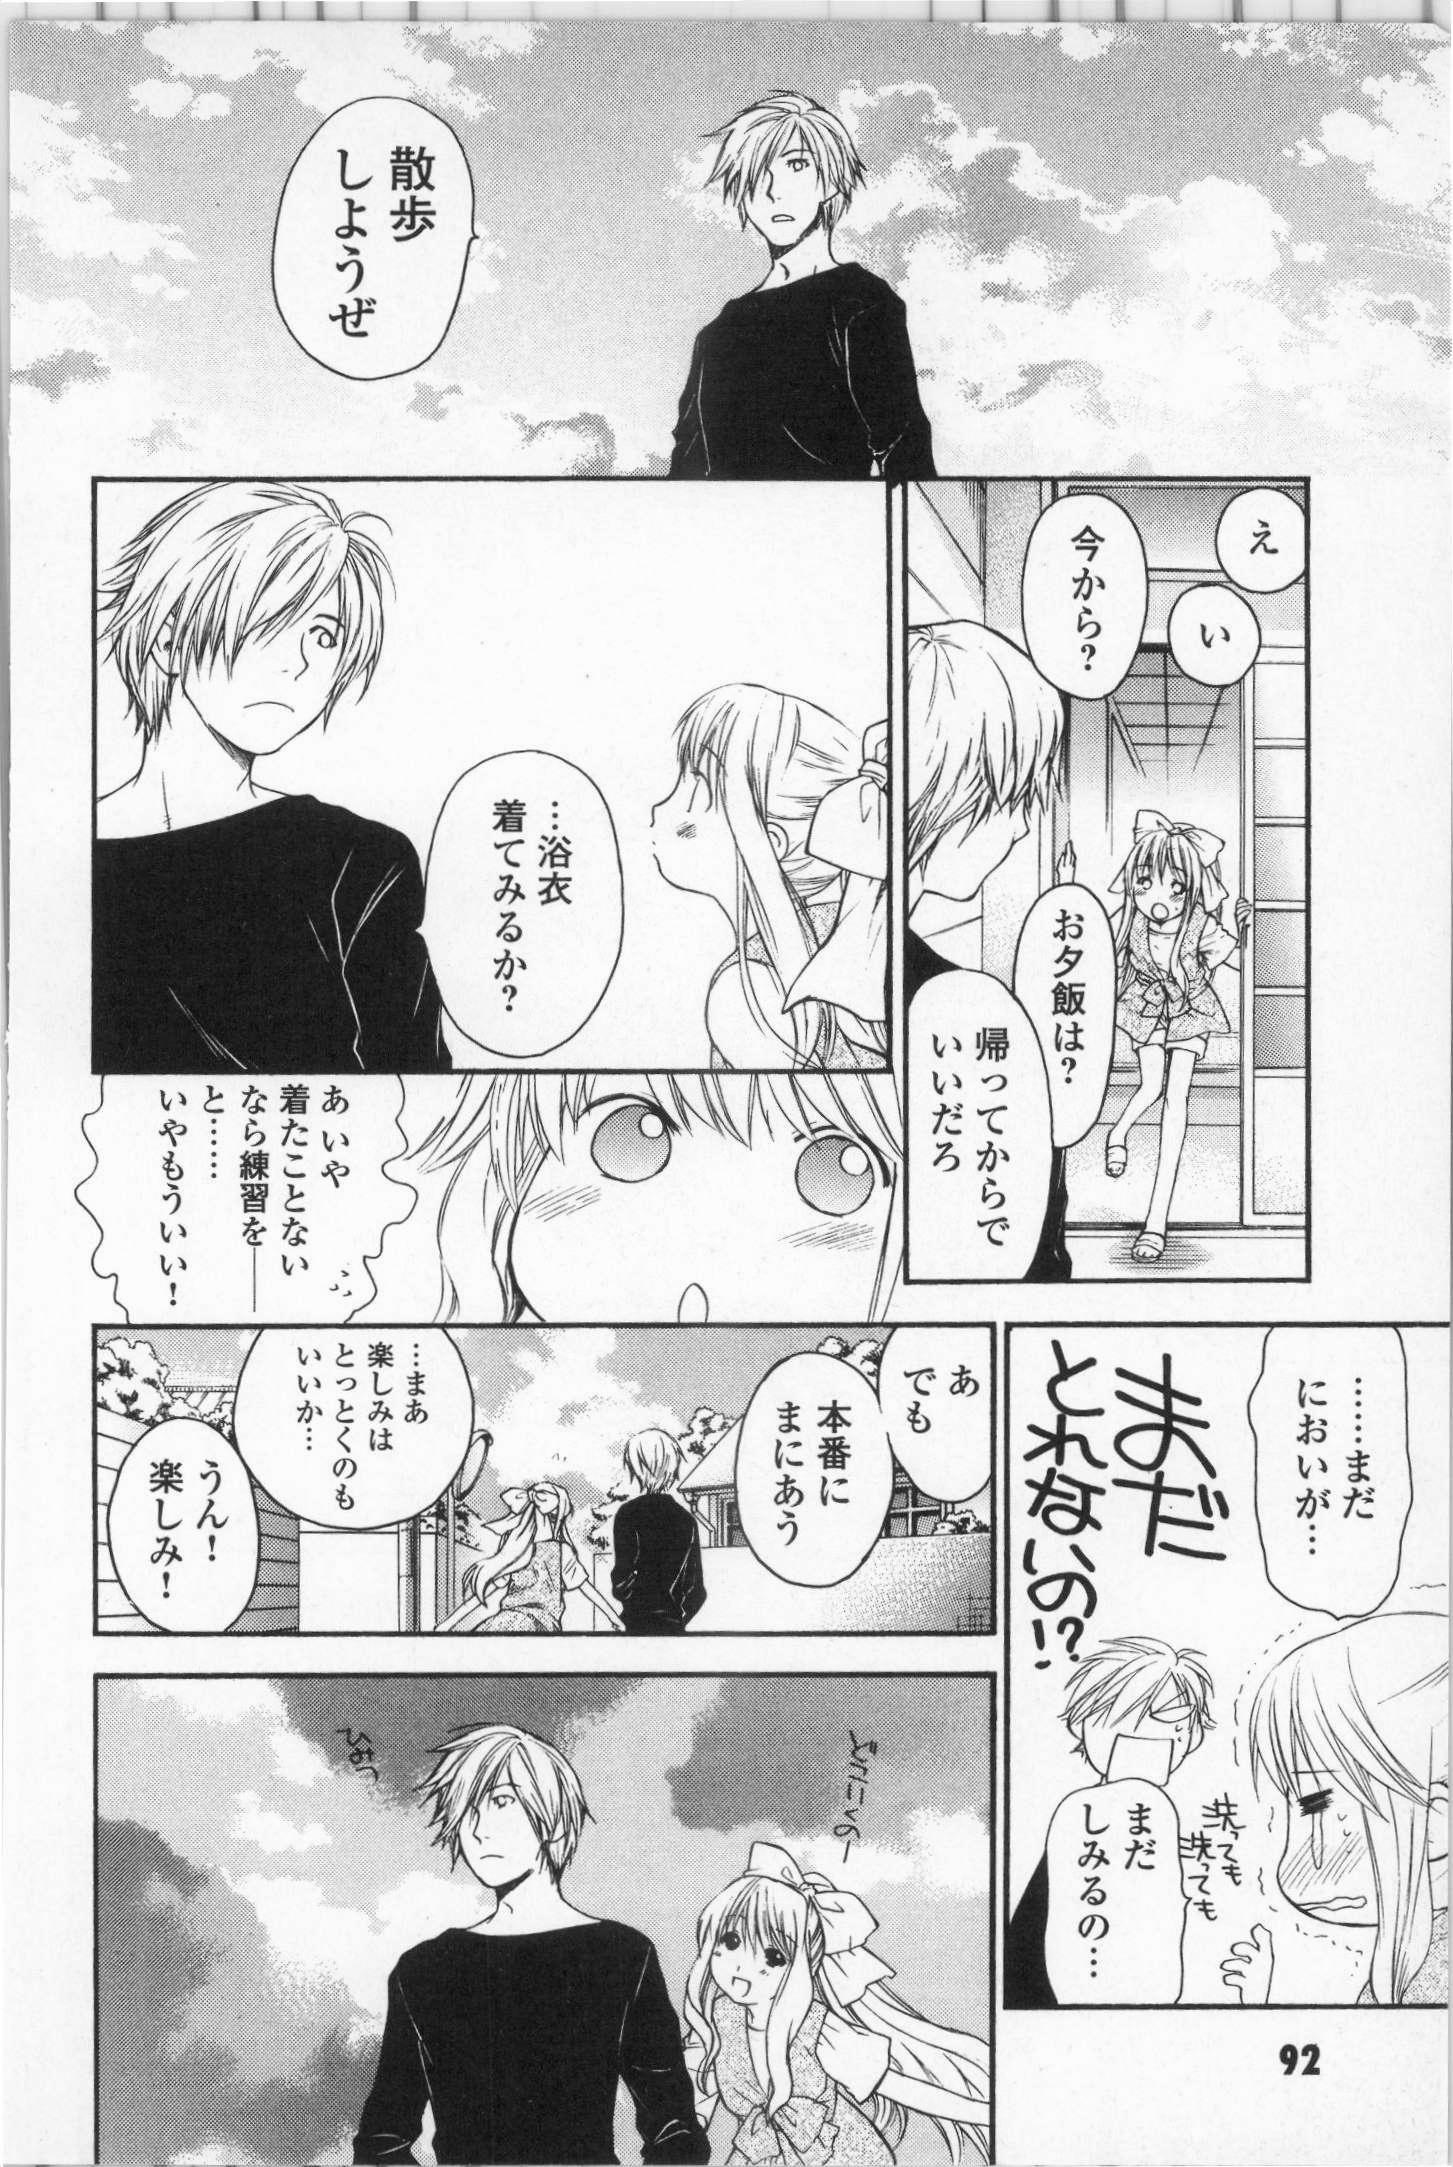 散歩
しようぜ
え
い
今から?
お夕飯は?
帰ってからで
いいだろ
…浴衣
着てみるか?
あいや
着たことない
なら練習を――
と……
いやもういい!
……まだ
においが…
まだ
とれないの!?
洗っても
洗っても
まだ
しみるの…
あ
でも
本番に
まにあう
…まあ
楽しみは
とっとくのも
いいか…
うん!
楽しみ!
どこにくのー
ひみつ
92